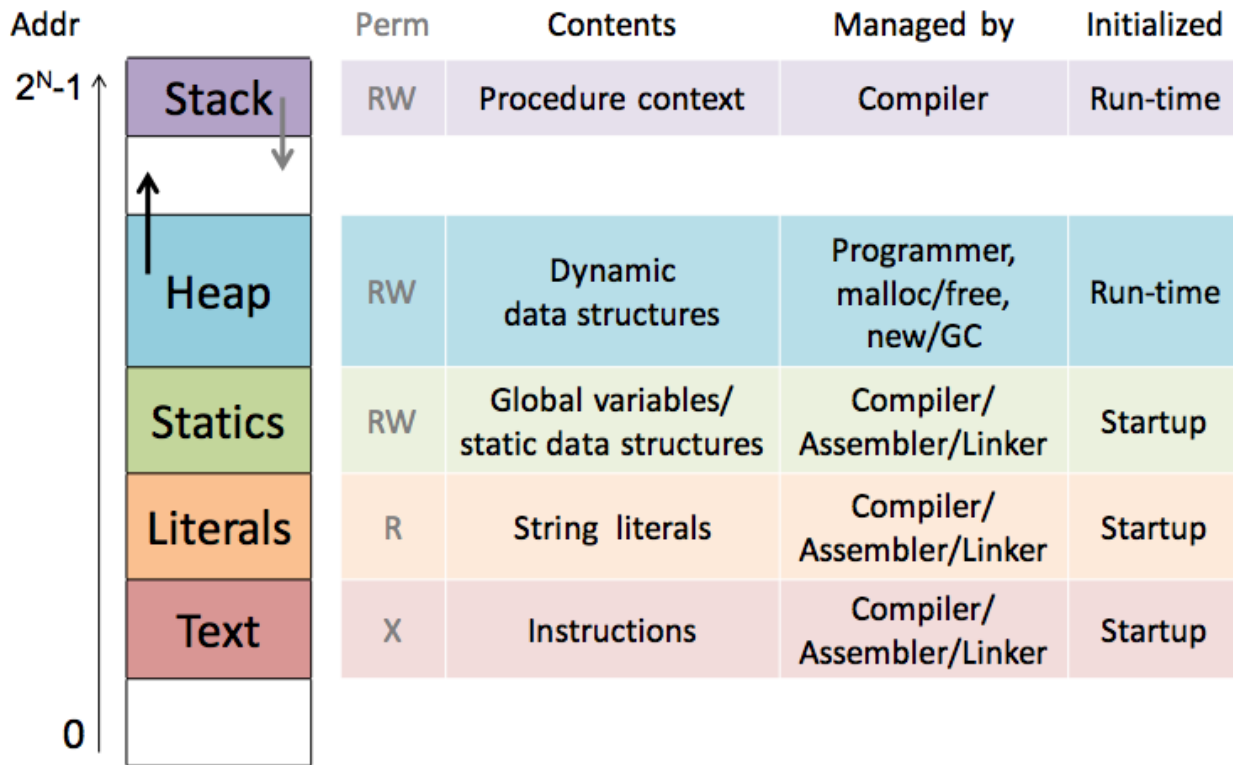 Addr Perm Contents Managed by Initialized
2^N-1
Stack RW Procedure context Compiler Run-time
Heap RW Dynamic
data structures Programmer,
malloc/free,
new/GC Run-time
Statics RW Global variables/
static data structures Compiler/
Assembler/Linker Startup
Literals R String literals Compiler/
Assembler/Linker Startup
Text X Instructions Compiler/
Assembler/Linker Startup
0